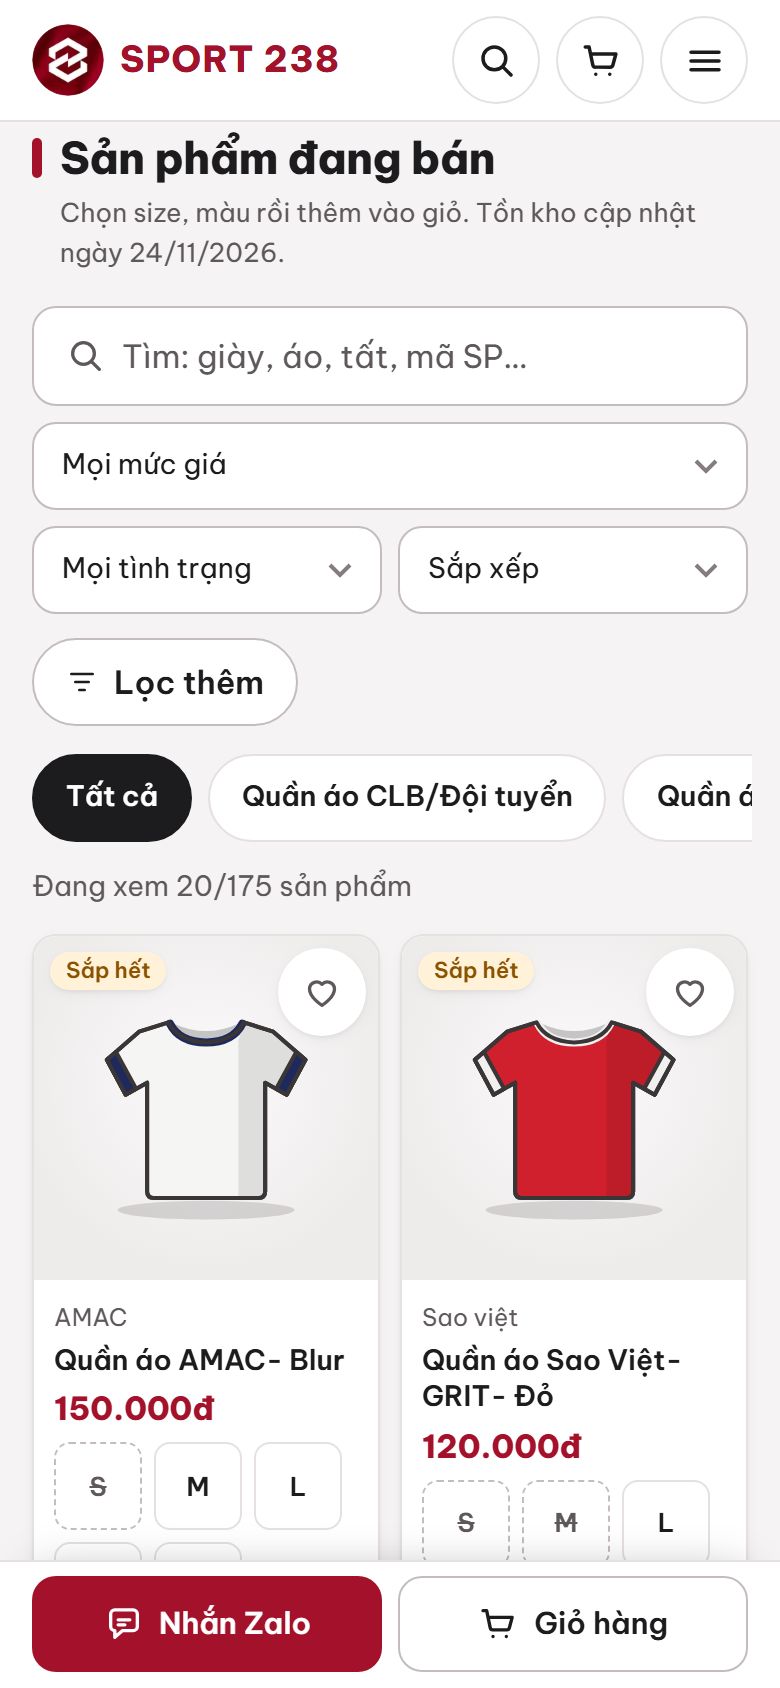 SPORT 238
Sản phẩm đang bán
Chọn size, màu rồi thêm vào giỏ. Tồn kho cập nhật
ngày 24/11/2026.
Tìm: giày, áo, tất, mã SP...
Mọi mức giá
Mọi tình trạng
Sắp xếp
Lọc thêm
Tất cả
Quần áo CLB/Đội tuyển
Quần á
Đang xem 20/175 sản phẩm
Sắp hết
Sắp hết
AMAC
Quần áo AMAC- Blur
150.000đ
S M L
Sao việt
Quần áo Sao Việt-
GRIT- Đỏ
120.000đ
S M L
Nhắn Zalo
Giỏ hàng